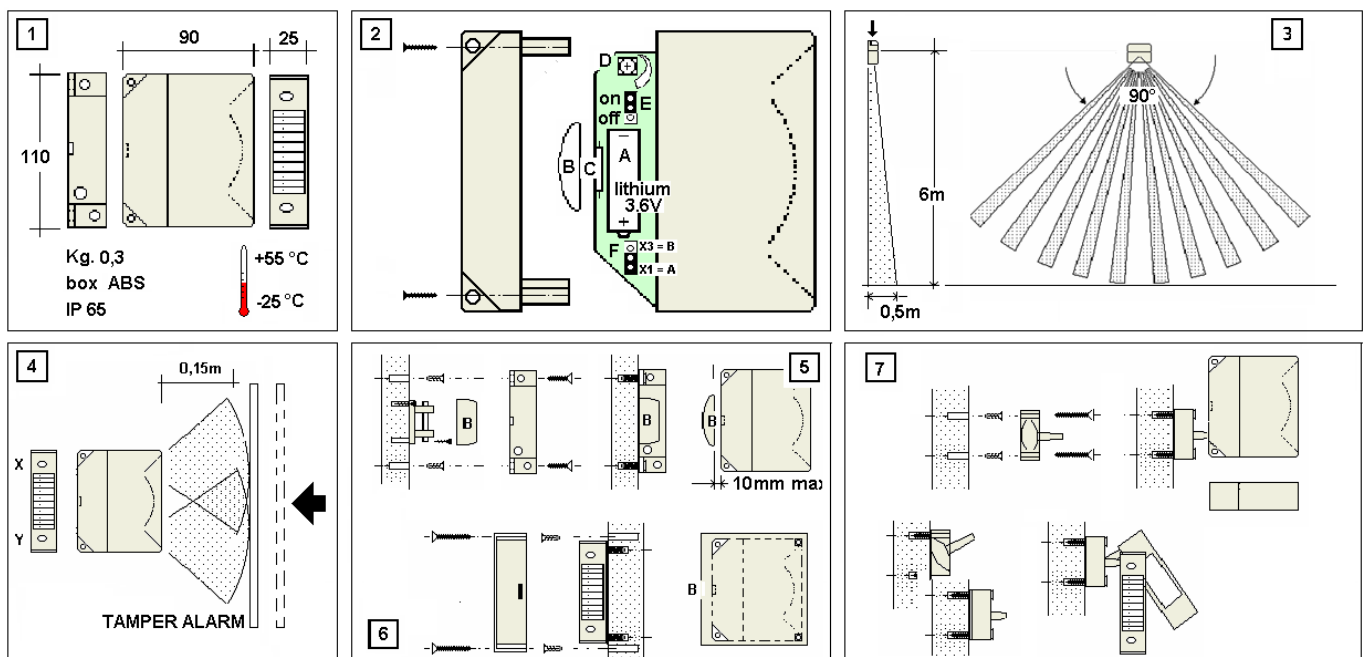 1
90
25
110
Kg. 0,3
box ABS
IP 65
+55 °C
-25 °C
2
D
on
E
off
B
C
A
lithium
3.6V
F
X3 = B
X1 = A
3
90°
6m
0,5m
4
0,15m
X
Y
TAMPER ALARM
5
B
B
B
10mm max
6
B
7